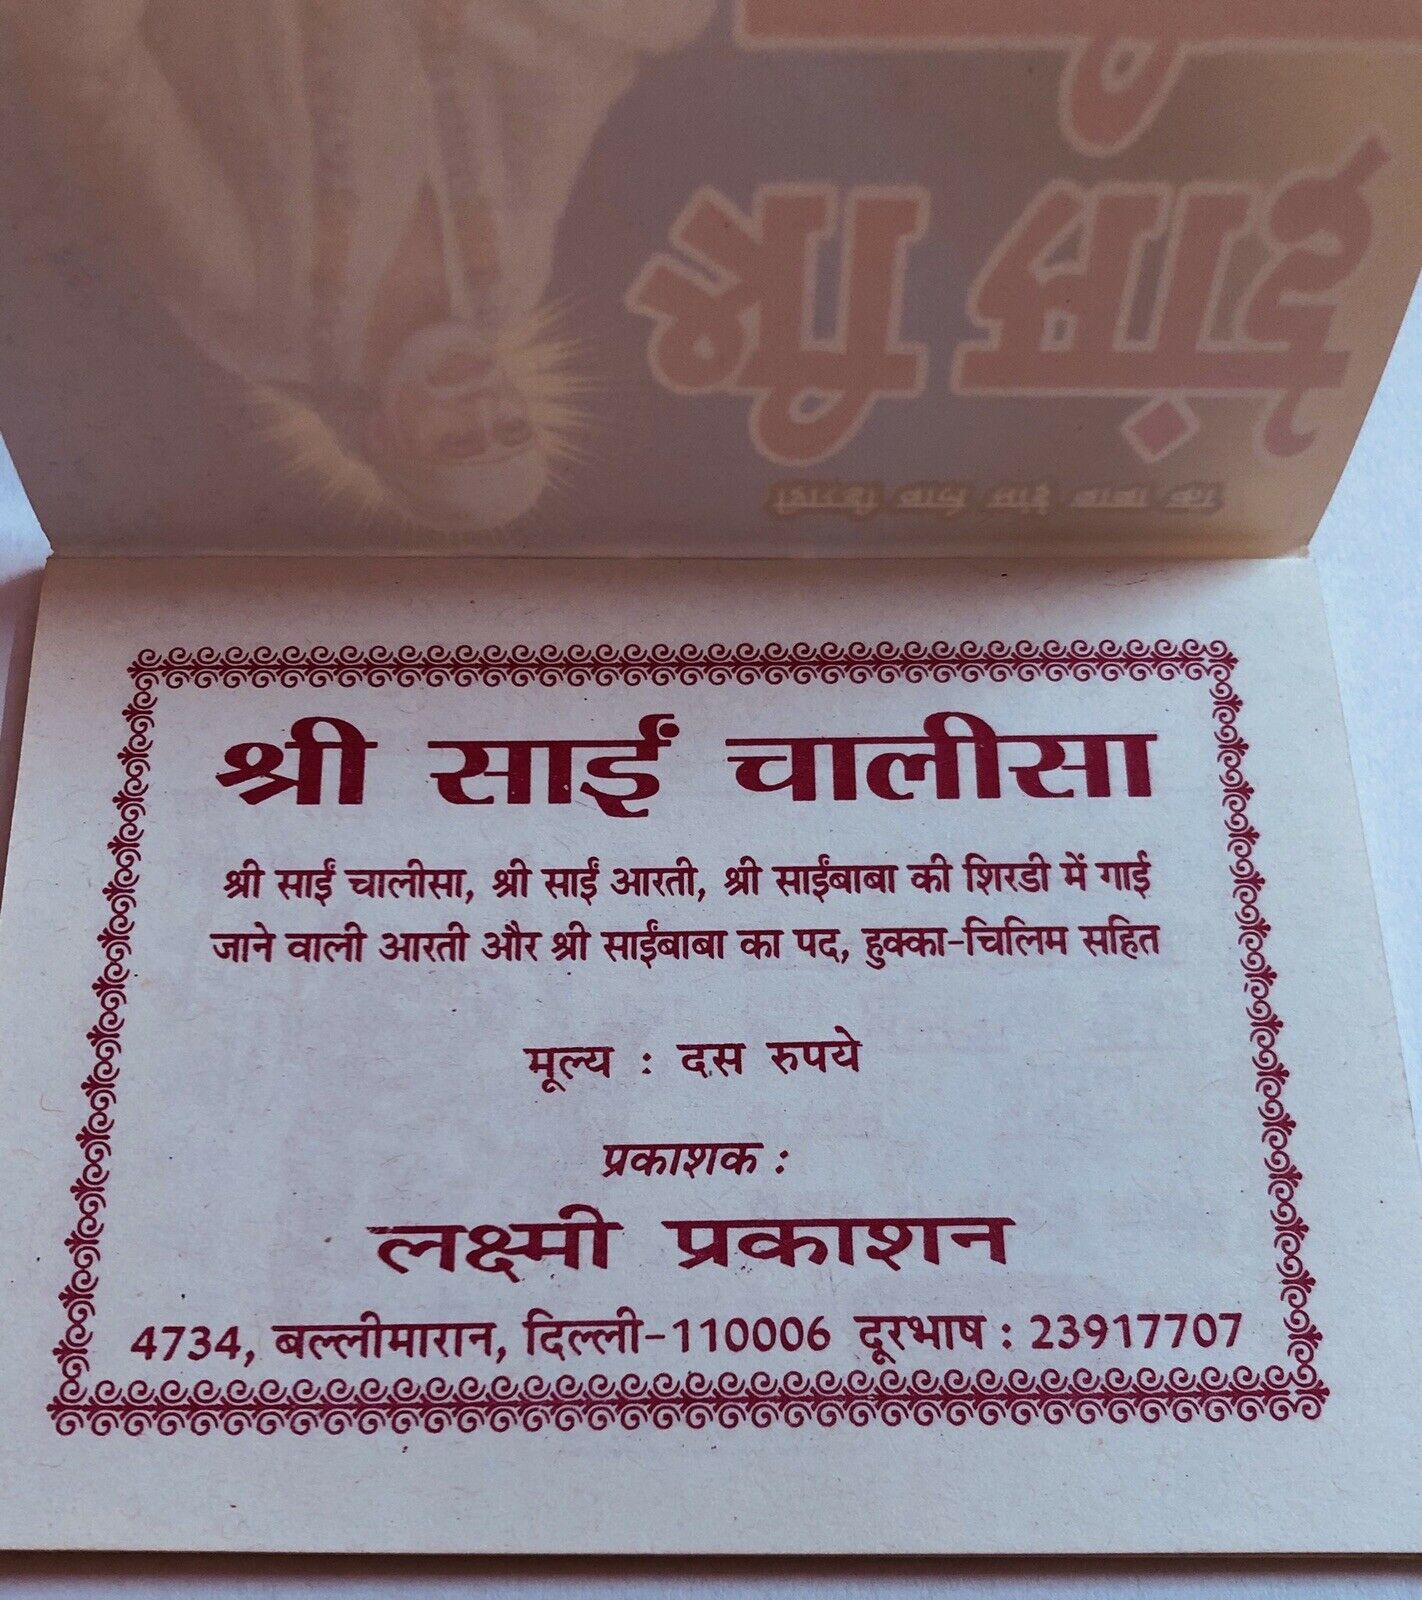 श्री साईं चालीसा
श्री साईं चालीसा, श्री साईं आरती, श्री साईंबाबा की शिरडी में गाई
जाने वाली आरती और श्री साईंबाबा का पद, हुक्का-चिलिम सहित
मूल्य : दस रुपये
प्रकाशक :
लक्ष्मी प्रकाशन
4734, बल्लीमारान, दिल्ली-110006 दूरभाष : 23917707